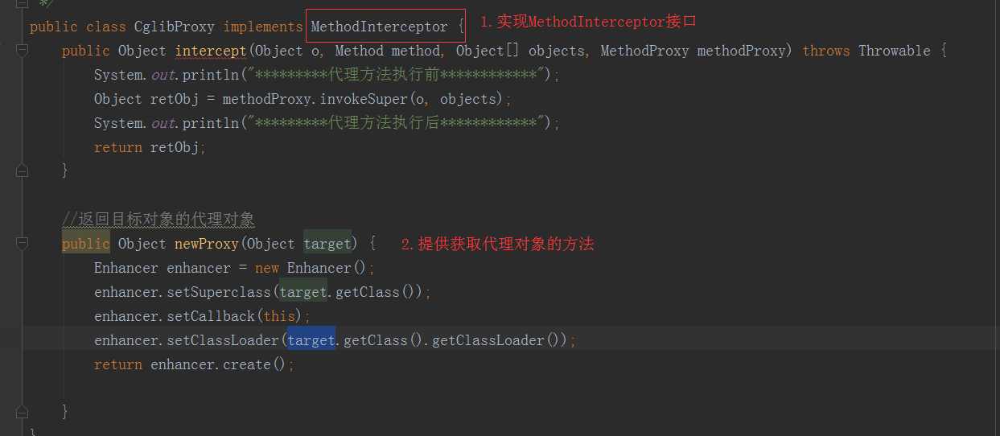 */
public class CglibProxy implements MethodInterceptor { 1.实现MethodInterceptor接口
public Object intercept(Object o, Method method, Object[] objects, MethodProxy methodProxy) throws Throwable {
System.out.println("*********代理方法执行前************");
Object retObj = methodProxy.invokeSuper(o, objects);
System.out.println("*********代理方法执行后************");
return retObj;
}
//返回目标对象的代理对象
public Object newProxy(Object target) { 2.提供获取代理对象的方法
Enhancer enhancer = new Enhancer();
enhancer.setSuperclass(target.getClass());
enhancer.setCallback(this);
enhancer.setClassLoader(target.getClass().getClassLoader());
return enhancer.create();
}
}